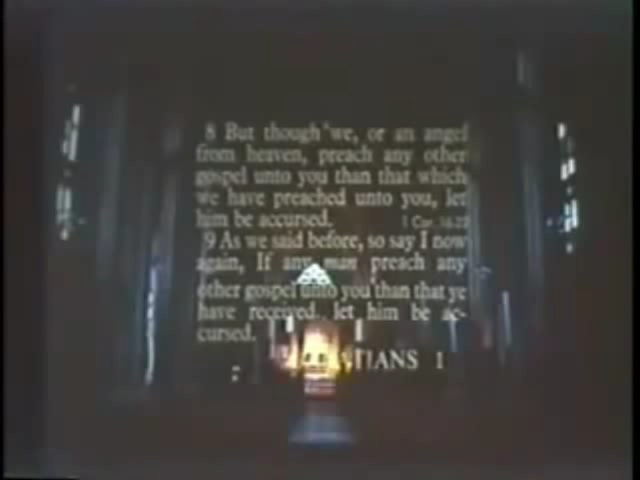 8 But though we, or an angel
from heaven, preach any other
gospel unto you than that which
we have preached unto you, let
him be accursed. 1 Cor. 16.22
9 As we said before, so say I now
again, If any man preach any
other gospel unto you than that ye
have received, let him be ac-
cursed.
TIANS 1